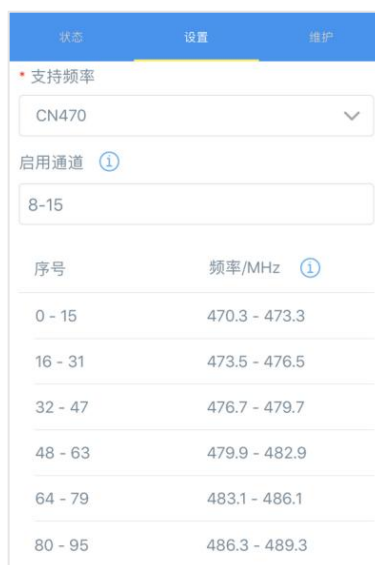 状态 设置 维护
* 支持频率
CN470
启用通道
8-15
序号 频率/MHz
0 - 15 470.3 - 473.3
16 - 31 473.5 - 476.5
32 - 47 476.7 - 479.7
48 - 63 479.9 - 482.9
64 - 79 483.1 - 486.1
80 - 95 486.3 - 489.3